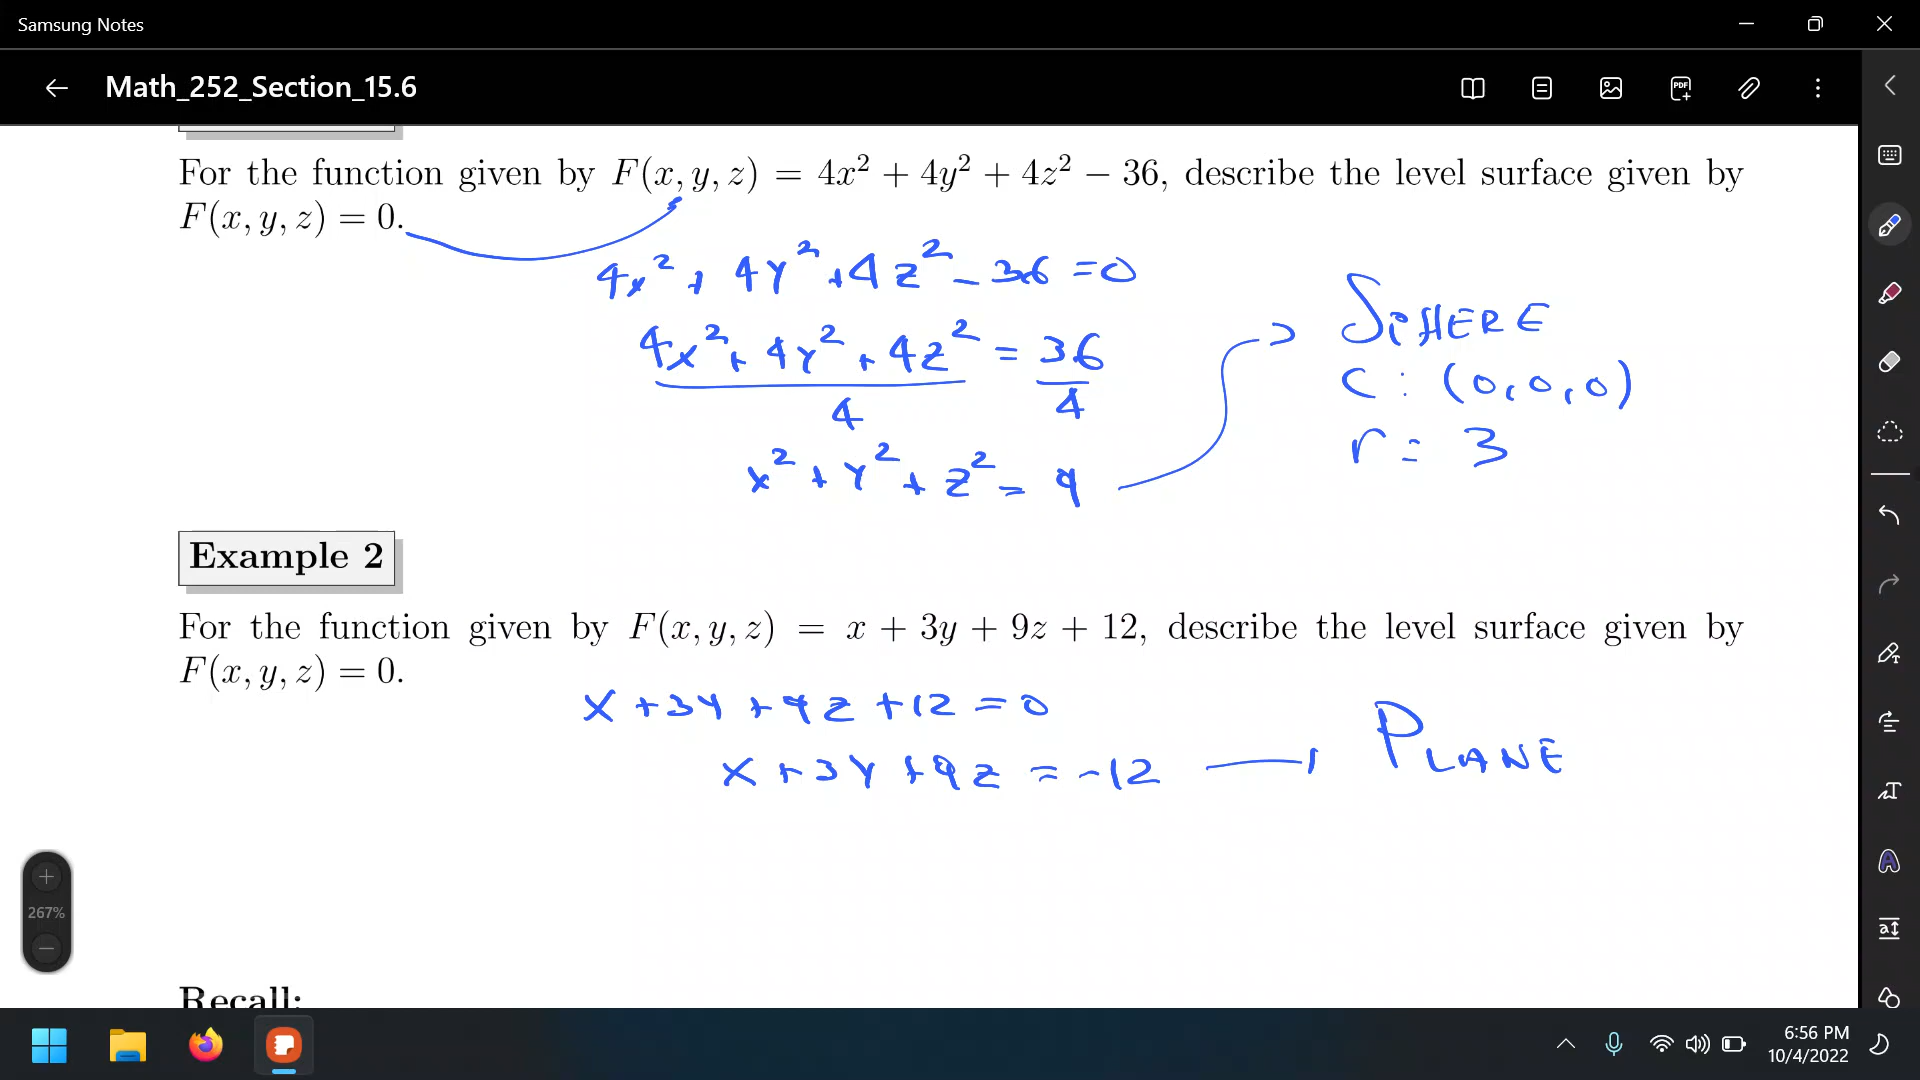 Samsung Notes
Math_252_Section_15.6
For the function given by F(x, y, z) = 4x² + 4y² + 4z² − 36, describe the level surface given by
F(x, y, z) = 0.
4x² + 4y² + 4z² − 36 = 0
4x² + 4y² + 4z² = 36
4 4
x² + y² + z² = 9
SPHERE
C : (0, 0, 0)
r = 3
Example 2
For the function given by F(x, y, z) = x + 3y + 9z + 12, describe the level surface given by
F(x, y, z) = 0.
x + 3y + 9z + 12 = 0
x + 3y + 9z = −12
PLANE
267%
Recall:
6:56 PM
10/4/2022